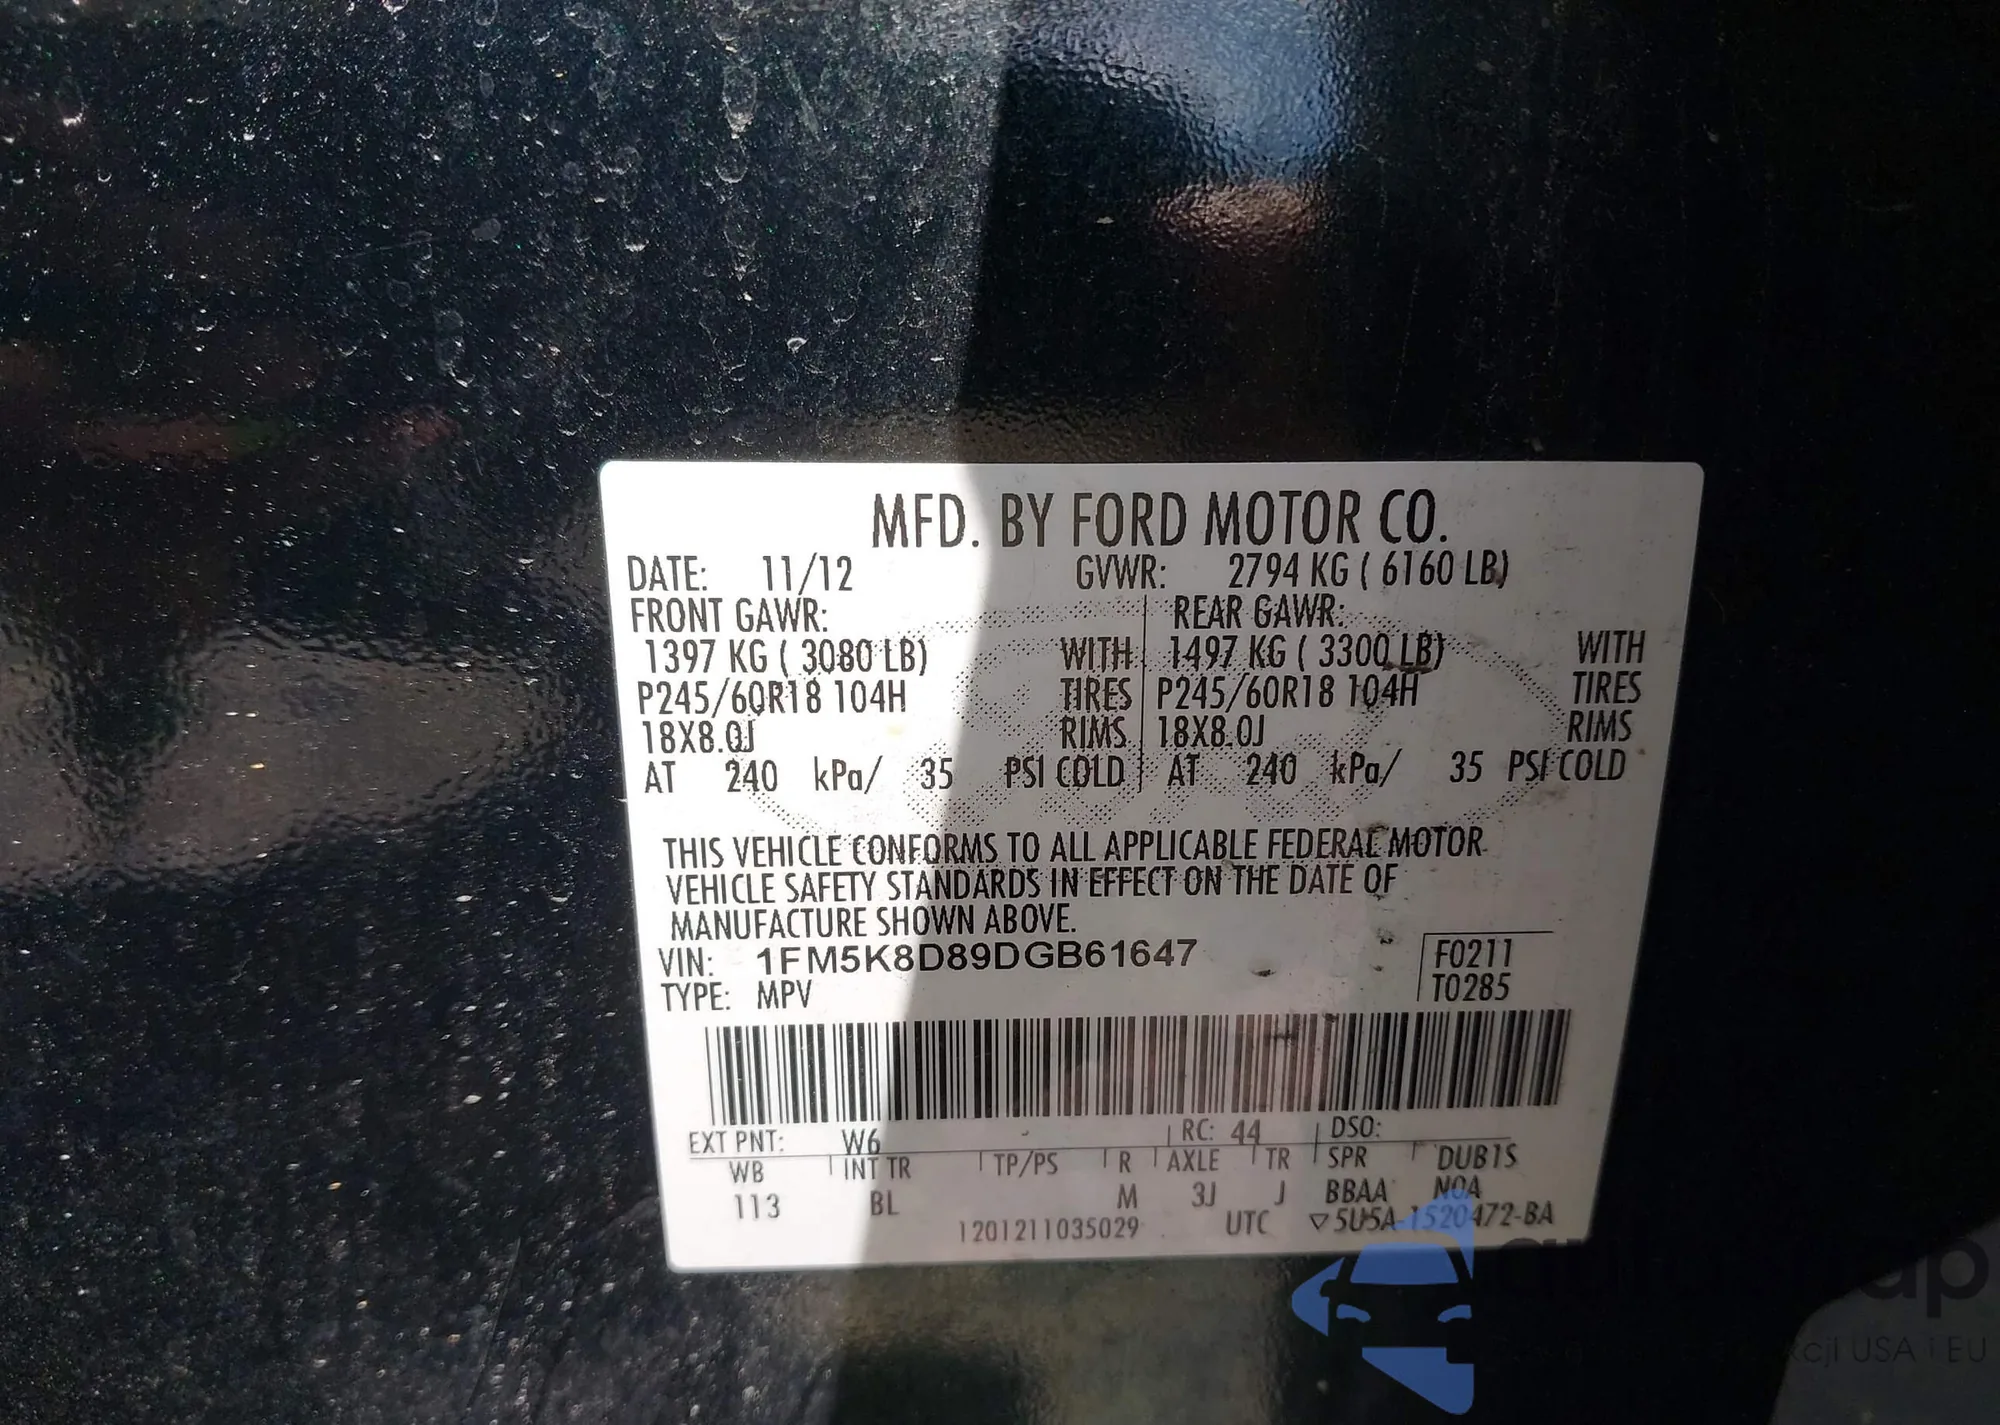 MFD. BY FORD MOTOR CO.
DATE: 11/12 GVWR: 2794 KG ( 6160 LB)
FRONT GAWR: REAR GAWR:
1397 KG ( 3080 LB) WITH 1497 KG ( 3300 LB) WITH
P245/60R18 104H TIRES P245/60R18 104H TIRES
18X8.0J RIMS 18X8.0J RIMS
AT 240 kPa/ 35 PSI COLD AT 240 kPa/ 35 PSI COLD
THIS VEHICLE CONFORMS TO ALL APPLICABLE FEDERAL MOTOR
VEHICLE SAFETY STANDARDS IN EFFECT ON THE DATE OF
MANUFACTURE SHOWN ABOVE.
VIN: 1FM5K8D89DGB61647 F0211
TYPE: MPV T0285
EXT PNT: W6 RC: 44 DSO:
WB INT TR TP/PS R AXLE TR SPR DUB1S
113 BL M 3J J BBAA N0A
1201211035029 UTC ▽5U5A-1520472-BA
USA i EU